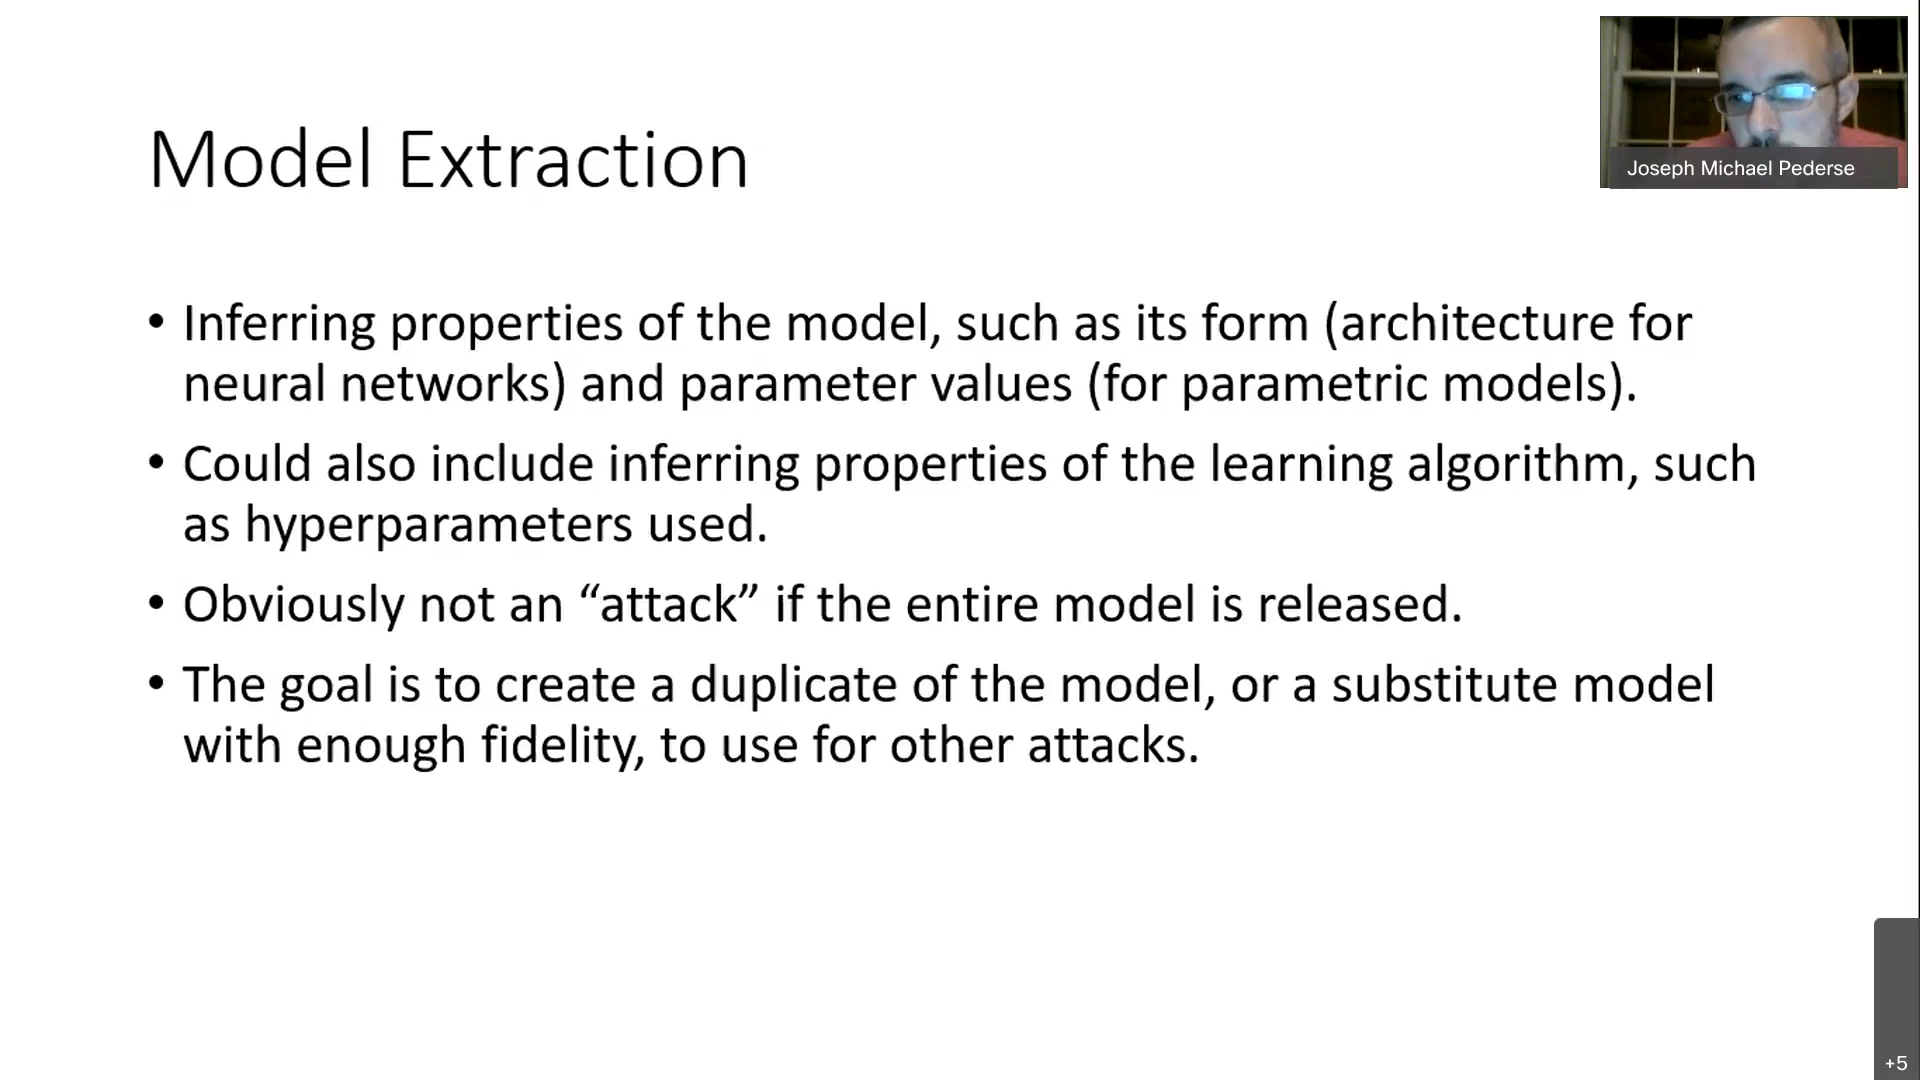 Joseph Michael Pederse
Model Extraction
• Inferring properties of the model, such as its form (architecture for
neural networks) and parameter values (for parametric models).
• Could also include inferring properties of the learning algorithm, such
as hyperparameters used.
• Obviously not an “attack” if the entire model is released.
• The goal is to create a duplicate of the model, or a substitute model
with enough fidelity, to use for other attacks.
+5